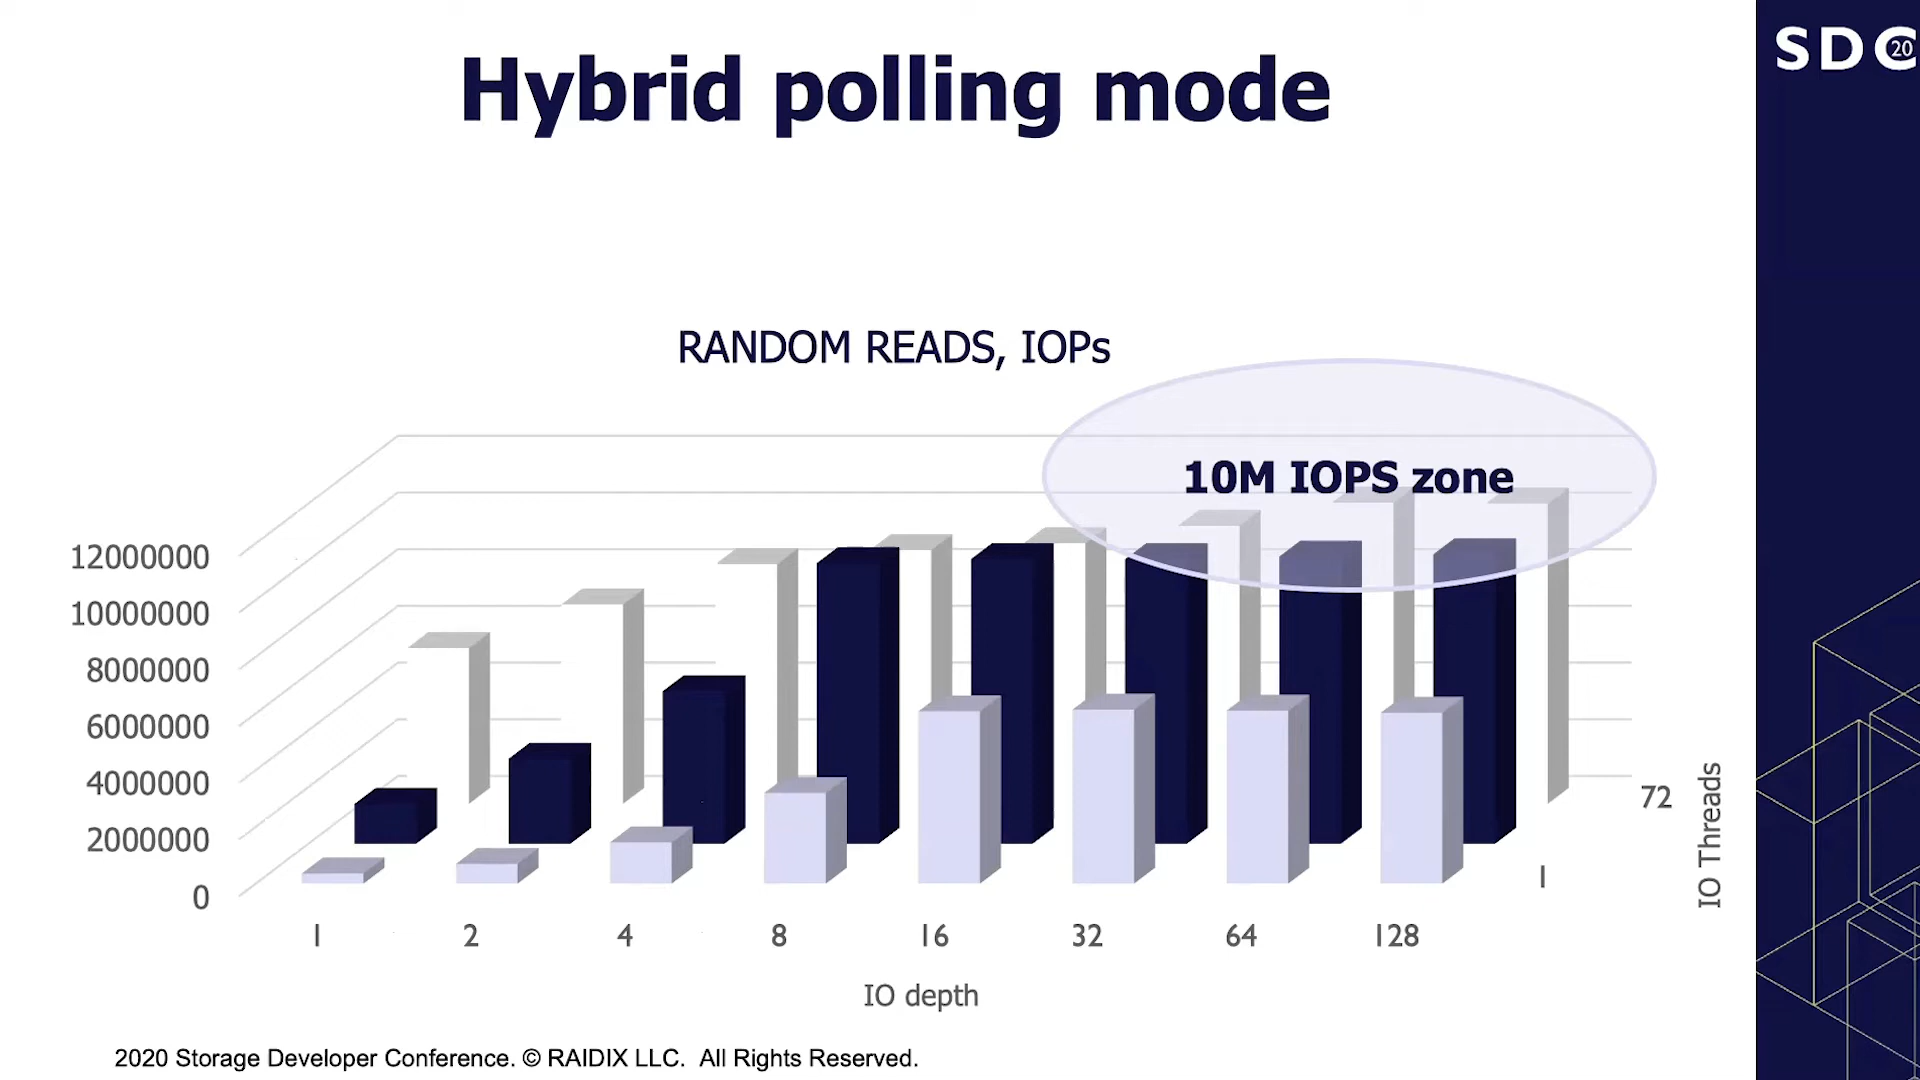 SDC 20
Hybrid polling mode
RANDOM READS, IOPs
10M IOPS zone
12000000
10000000
8000000
6000000
4000000
2000000
0
72
1
IO Threads
1 2 4 8 16 32 64 128
IO depth
2020 Storage Developer Conference. © RAIDIX LLC. All Rights Reserved.